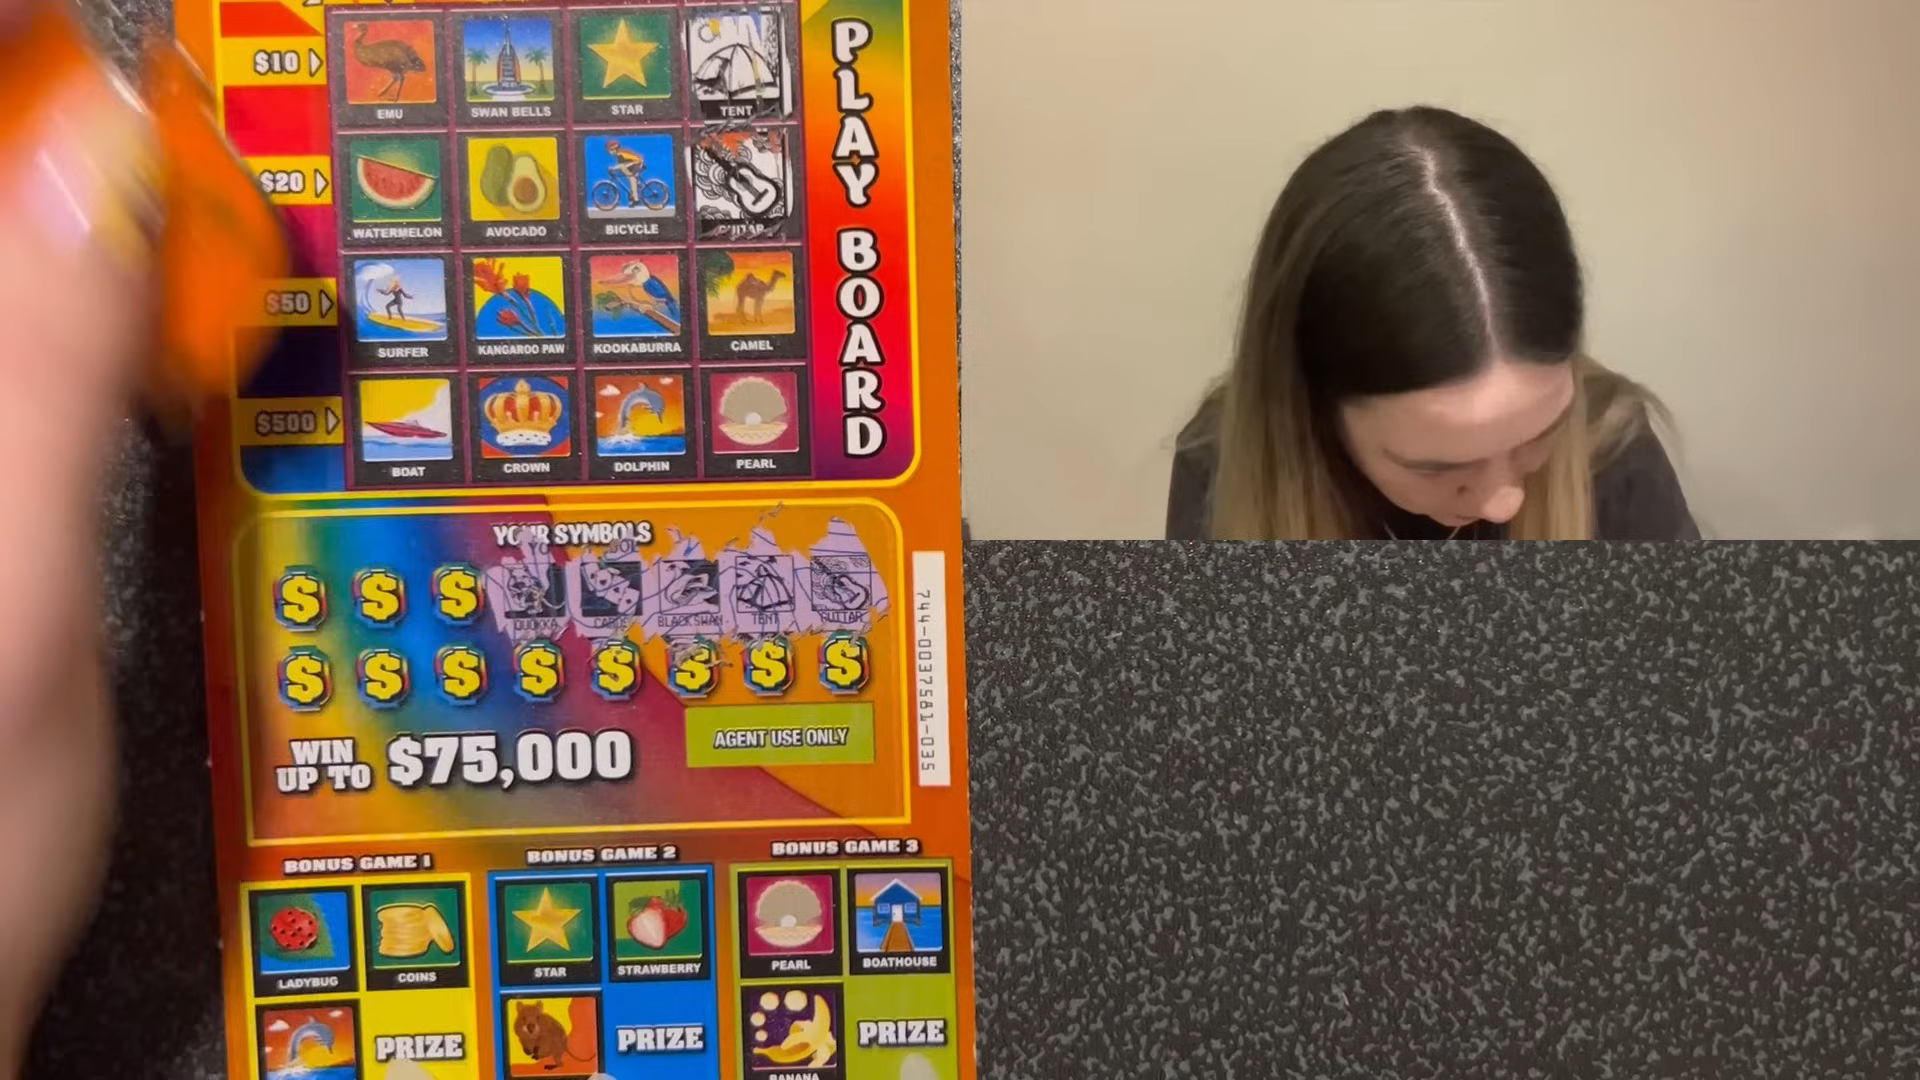 $10
EMU
SWAN BELLS
STAR
TENT
$20
WATERMELON
AVOCADO
BICYCLE
GUITAR
$50
SURFER
KANGAROO PAW
KOOKABURRA
CAMEL
$500
BOAT
CROWN
DOLPHIN
PEARL
PLAY BOARD
YOUR SYMBOLS
$ $ $
QUOKKA
CARDS
BLACK SWAN
TENT
GUITAR
$ $ $ $ $ $ $ $
WIN
UP TO $75,000
AGENT USE ONLY
744-0037581-035
BONUS GAME 1
LADYBUG
COINS
PRIZE
BONUS GAME 2
STAR
STRAWBERRY
PRIZE
BONUS GAME 3
PEARL
BOATHOUSE
BANANA
PRIZE